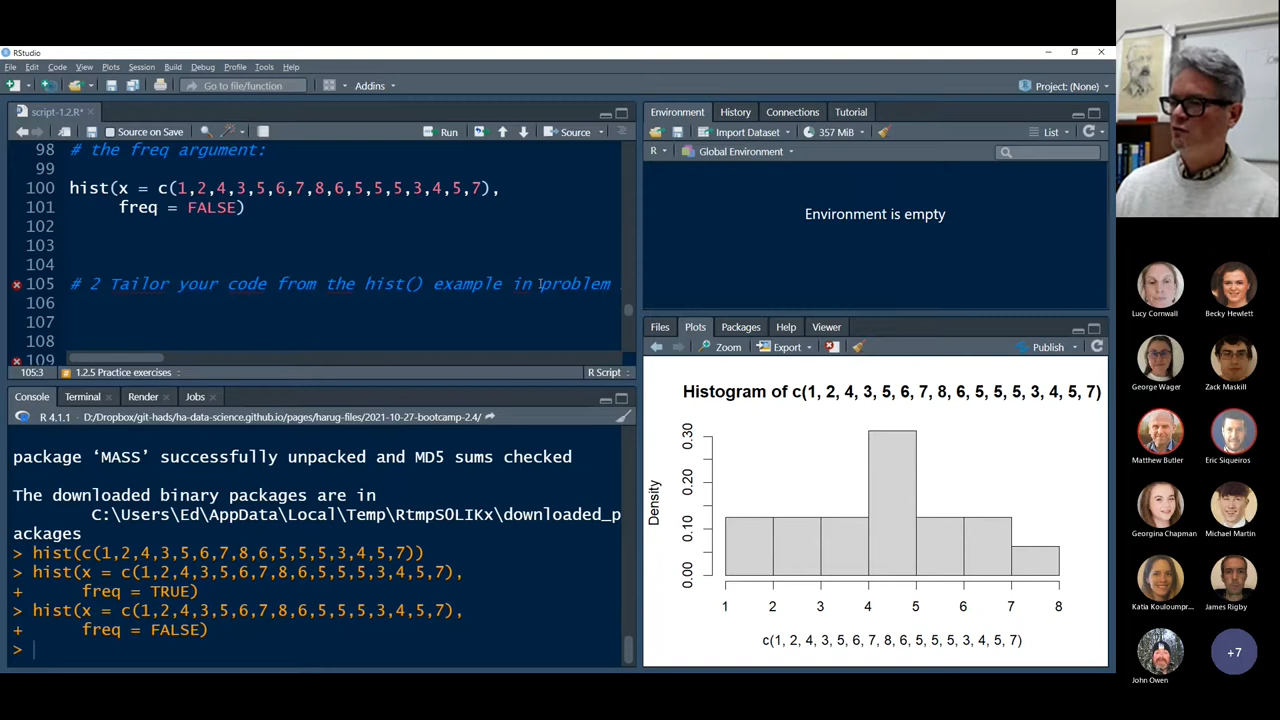 RStudio
File Edit Code View Plots Session Build Debug Profile Tools Help
Go to file/function
Addins
Project: (None)
script-1.2.R*
Source on Save
Run
Source
98 # the freq argument:
99
100 hist(x = c(1,2,4,3,5,6,7,8,6,5,5,5,3,4,5,7),
101 freq = FALSE)
102
103
104
105 # 2 Tailor your code from the hist() example in problem
106
107
108
109
105:3
1.2.5 Practice exercises
R Script
Console Terminal Render Jobs
R 4.1.1 · D:/Dropbox/git-hads/ha-data-science.github.io/pages/harug-files/2021-10-27-bootcamp-2.4/
package ‘MASS’ successfully unpacked and MD5 sums checked
The downloaded binary packages are in
C:\Users\Ed\AppData\Local\Temp\RtmpSOLIKx\downloaded_p
ackages
> hist(c(1,2,4,3,5,6,7,8,6,5,5,5,3,4,5,7))
> hist(x = c(1,2,4,3,5,6,7,8,6,5,5,5,3,4,5,7),
+ freq = TRUE)
> hist(x = c(1,2,4,3,5,6,7,8,6,5,5,5,3,4,5,7),
+ freq = FALSE)
>
Environment History Connections Tutorial
Import Dataset
357 MiB
List
R
Global Environment
Environment is empty
Files Plots Packages Help Viewer
Zoom
Export
Publish
Histogram of c(1, 2, 4, 3, 5, 6, 7, 8, 6, 5, 5, 5, 3, 4, 5, 7)
Density
0.30
0.20
0.10
0.00
1 2 3 4 5 6 7 8
c(1, 2, 4, 3, 5, 6, 7, 8, 6, 5, 5, 5, 3, 4, 5, 7)
Lucy Cornwall
Becky Hewlett
George Wager
Zack Maskill
Matthew Butler
Eric Siqueiros
Georgina Chapman
Michael Martin
Katia Kouloumpr...
James Rigby
John Owen
+7